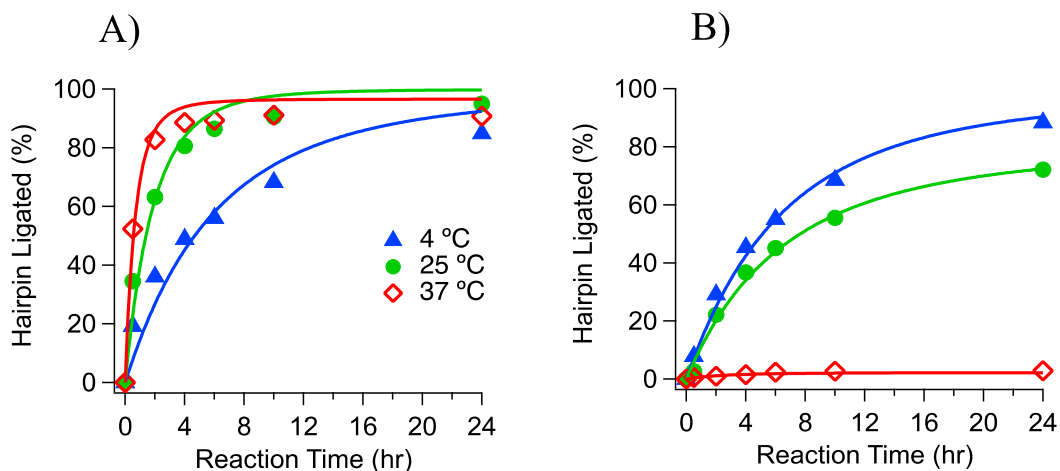 A)
100
80
60
40
20
0
Hairpin Ligated (%)
4 ºC
25 ºC
37 ºC
0 4 8 12 16 20 24
Reaction Time (hr)
B)
100
80
60
40
20
0
Hairpin Ligated (%)
0 4 8 12 16 20 24
Reaction Time (hr)